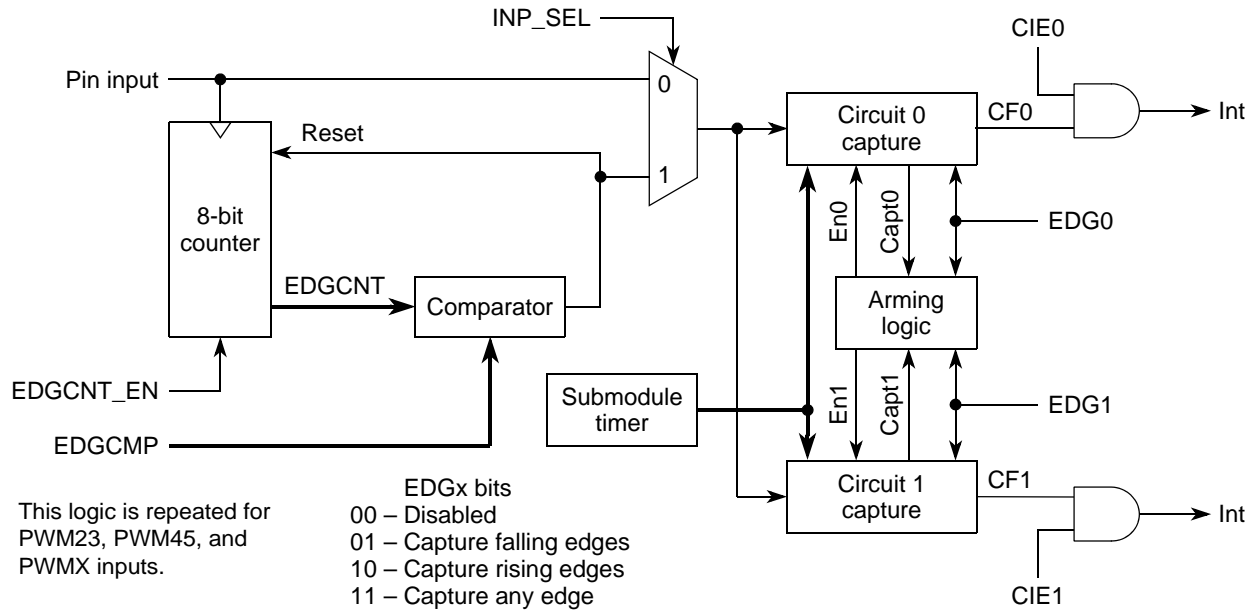 INP_SEL
CIE0
Pin input
0
Circuit 0
capture
CF0
Int
Reset
1
8-bit
counter
En0
Capt0
EDG0
EDGCNT
Comparator
Arming
logic
EDGCNT_EN
Submodule
timer
En1
Capt1
EDG1
EDGCMP
Circuit 1
capture
CF1
Int
CIE1
This logic is repeated for
PWM23, PWM45, and
PWMX inputs.
EDGx bits
00 – Disabled
01 – Capture falling edges
10 – Capture rising edges
11 – Capture any edge